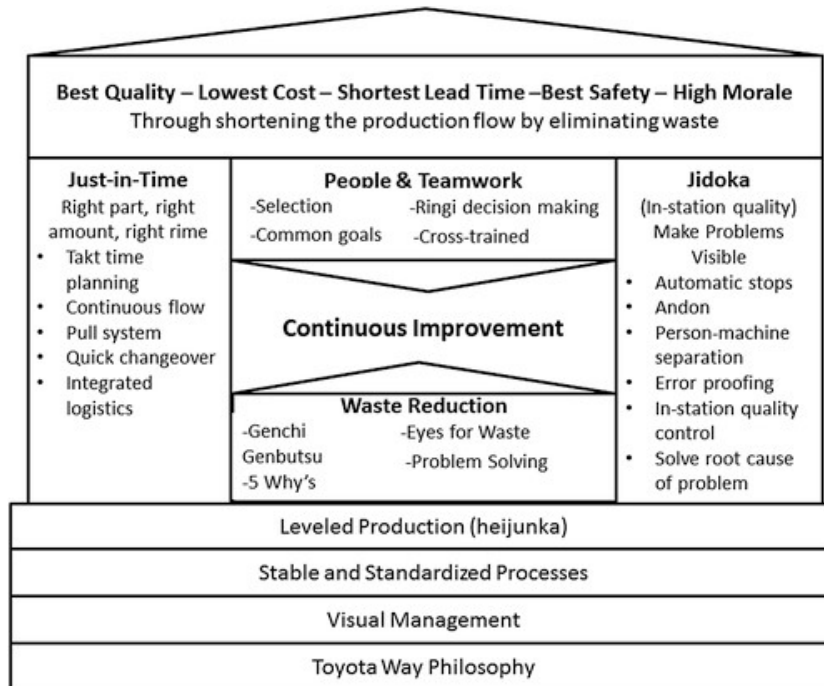 Best Quality – Lowest Cost – Shortest Lead Time –Best Safety – High Morale
Through shortening the production flow by eliminating waste
Just-in-Time
Right part, right
amount, right rime
• Takt time
planning
• Continuous flow
• Pull system
• Quick changeover
• Integrated
logistics
People & Teamwork
-Selection
-Common goals
-Ringi decision making
-Cross-trained
Continuous Improvement
Waste Reduction
-Genchi
Genbutsu
-5 Why's
-Eyes for Waste
-Problem Solving
Jidoka
(In-station quality)
Make Problems
Visible
• Automatic stops
• Andon
• Person-machine
separation
• Error proofing
• In-station quality
control
• Solve root cause
of problem
Leveled Production (heijunka)
Stable and Standardized Processes
Visual Management
Toyota Way Philosophy